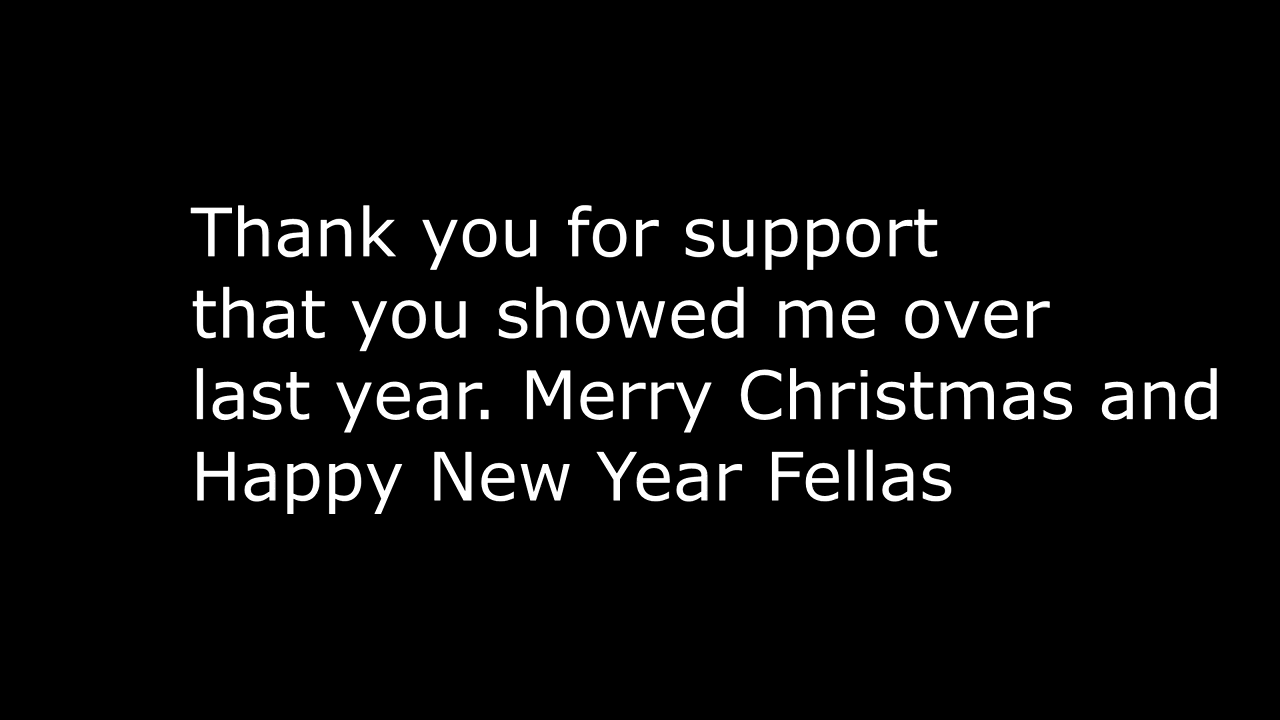 Thank you for support
that you showed me over
last year. Merry Christmas and
Happy New Year Fellas